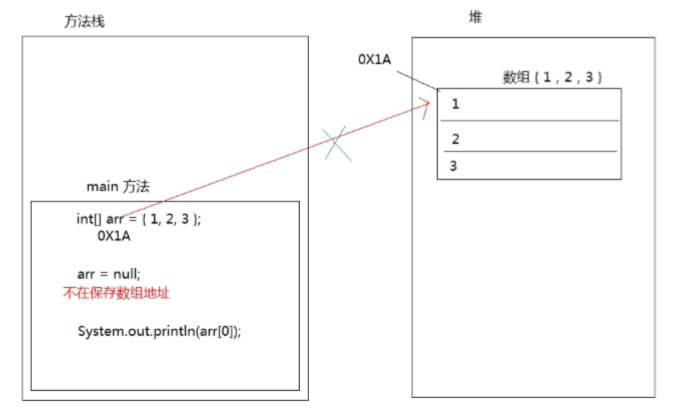 方法栈
堆
0X1A
数组 { 1 , 2 , 3 }
1
2
3
main 方法
int[] arr = { 1, 2, 3 };
0X1A
arr = null;
不在保存数组地址
System.out.println(arr[0]);